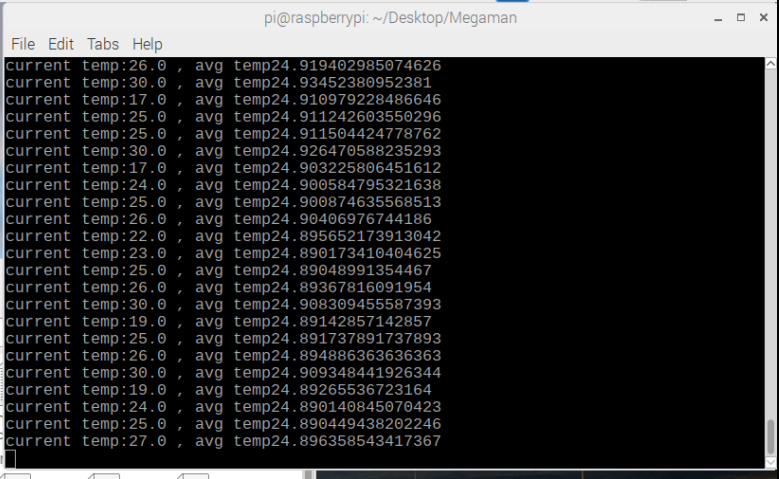 pi@raspberrypi: ~/Desktop/Megaman
File Edit Tabs Help
current temp:26.0 , avg temp24.919402985074626
current temp:30.0 , avg temp24.93452380952381
current temp:17.0 , avg temp24.910979228486646
current temp:25.0 , avg temp24.911242603550296
current temp:25.0 , avg temp24.911504424778762
current temp:30.0 , avg temp24.926470588235293
current temp:17.0 , avg temp24.903225806451612
current temp:24.0 , avg temp24.900584795321638
current temp:25.0 , avg temp24.900874635568513
current temp:26.0 , avg temp24.90406976744186
current temp:22.0 , avg temp24.895652173913042
current temp:23.0 , avg temp24.890173410404625
current temp:25.0 , avg temp24.89048991354467
current temp:26.0 , avg temp24.89367816091954
current temp:30.0 , avg temp24.908309455587393
current temp:19.0 , avg temp24.89142857142857
current temp:25.0 , avg temp24.891737891737893
current temp:26.0 , avg temp24.894886363636363
current temp:30.0 , avg temp24.909348441926344
current temp:19.0 , avg temp24.89265536723164
current temp:24.0 , avg temp24.890140845070423
current temp:25.0 , avg temp24.890449438202246
current temp:27.0 , avg temp24.896358543417367